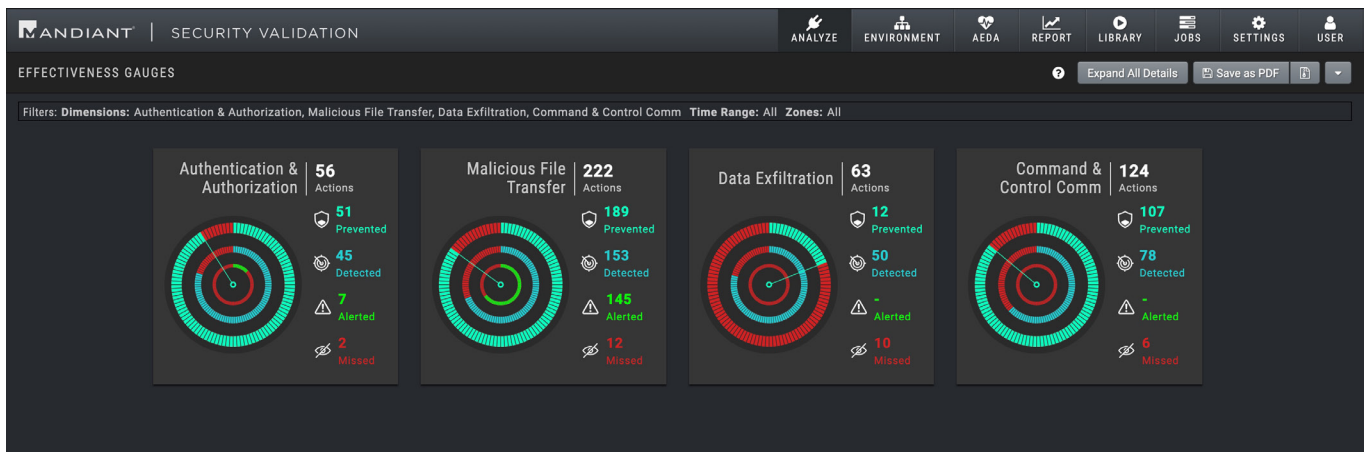 MANDIANT | SECURITY VALIDATION
ANALYZE ENVIRONMENT AEDA REPORT LIBRARY JOBS SETTINGS USER
EFFECTIVENESS GAUGES
? Expand All Details Save as PDF
Filters: Dimensions: Authentication & Authorization, Malicious File Transfer, Data Exfiltration, Command & Control Comm Time Range: All Zones: All
Authentication &
Authorization
56
Actions
51
Prevented
45
Detected
7
Alerted
2
Missed
Malicious File
Transfer
222
Actions
189
Prevented
153
Detected
145
Alerted
12
Missed
Data Exfiltration
63
Actions
12
Prevented
50
Detected
-
Alerted
10
Missed
Command &
Control Comm
124
Actions
107
Prevented
78
Detected
-
Alerted
6
Missed